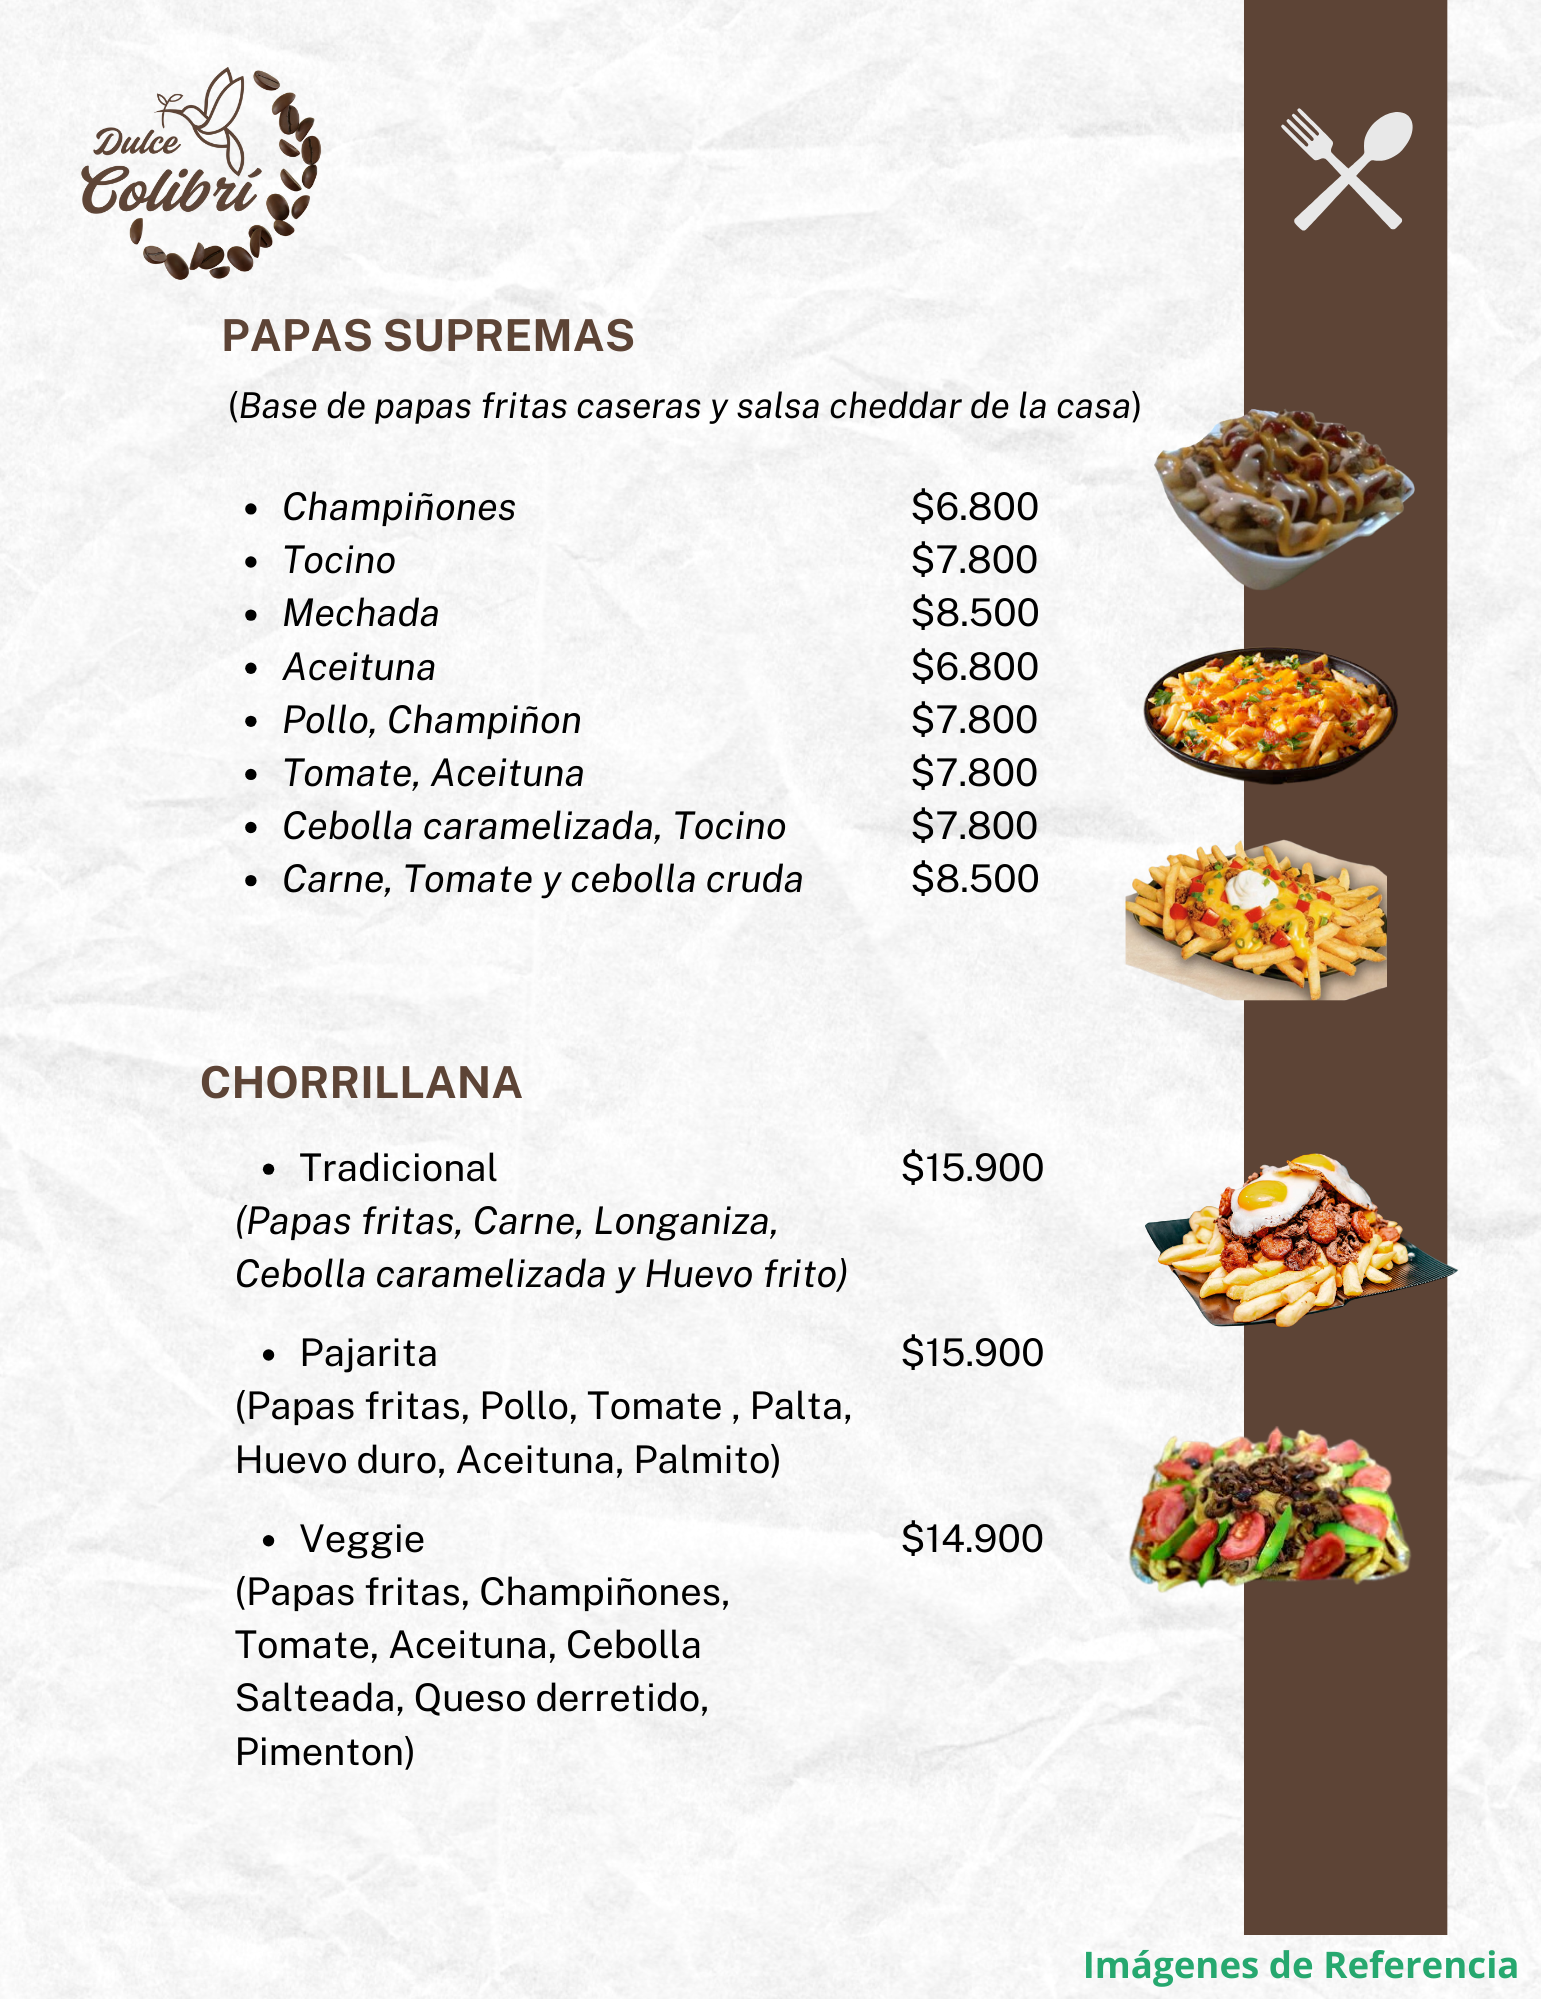 Dulce
Colibrí
PAPAS SUPREMAS
(Base de papas fritas caseras y salsa cheddar de la casa)
• Champiñones $6.800
• Tocino $7.800
• Mechada $8.500
• Aceituna $6.800
• Pollo, Champiñon $7.800
• Tomate, Aceituna $7.800
• Cebolla caramelizada, Tocino $7.800
• Carne, Tomate y cebolla cruda $8.500
CHORRILLANA
• Tradicional $15.900
(Papas fritas, Carne, Longaniza,
Cebolla caramelizada y Huevo frito)
• Pajarita $15.900
(Papas fritas, Pollo, Tomate , Palta,
Huevo duro, Aceituna, Palmito)
• Veggie $14.900
(Papas fritas, Champiñones,
Tomate, Aceituna, Cebolla
Salteada, Queso derretido,
Pimenton)
Imágenes de Referencia